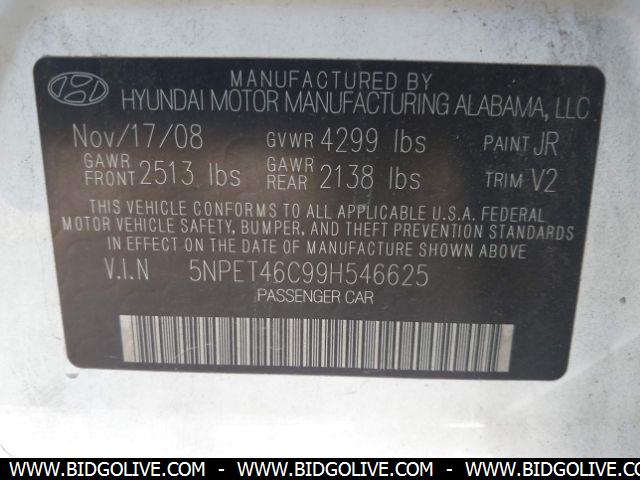 MANUFACTURED BY
HYUNDAI MOTOR MANUFACTURING ALABAMA, LLC
Nov/17/08 GVWR 4299 lbs PAINT JR
GAWR FRONT 2513 lbs GAWR REAR 2138 lbs TRIM V2
THIS VEHICLE CONFORMS TO ALL APPLICABLE U.S.A. FEDERAL
MOTOR VEHICLE SAFETY, BUMPER, AND THEFT PREVENTION STANDARDS
IN EFFECT ON THE DATE OF MANUFACTURE SHOWN ABOVE
V.I.N 5NPET46C99H546625
PASSENGER CAR
WWW.BIDGOLIVE.COM - WWW.BIDGOLIVE.COM - WWW.BIDGOLIVE.COM